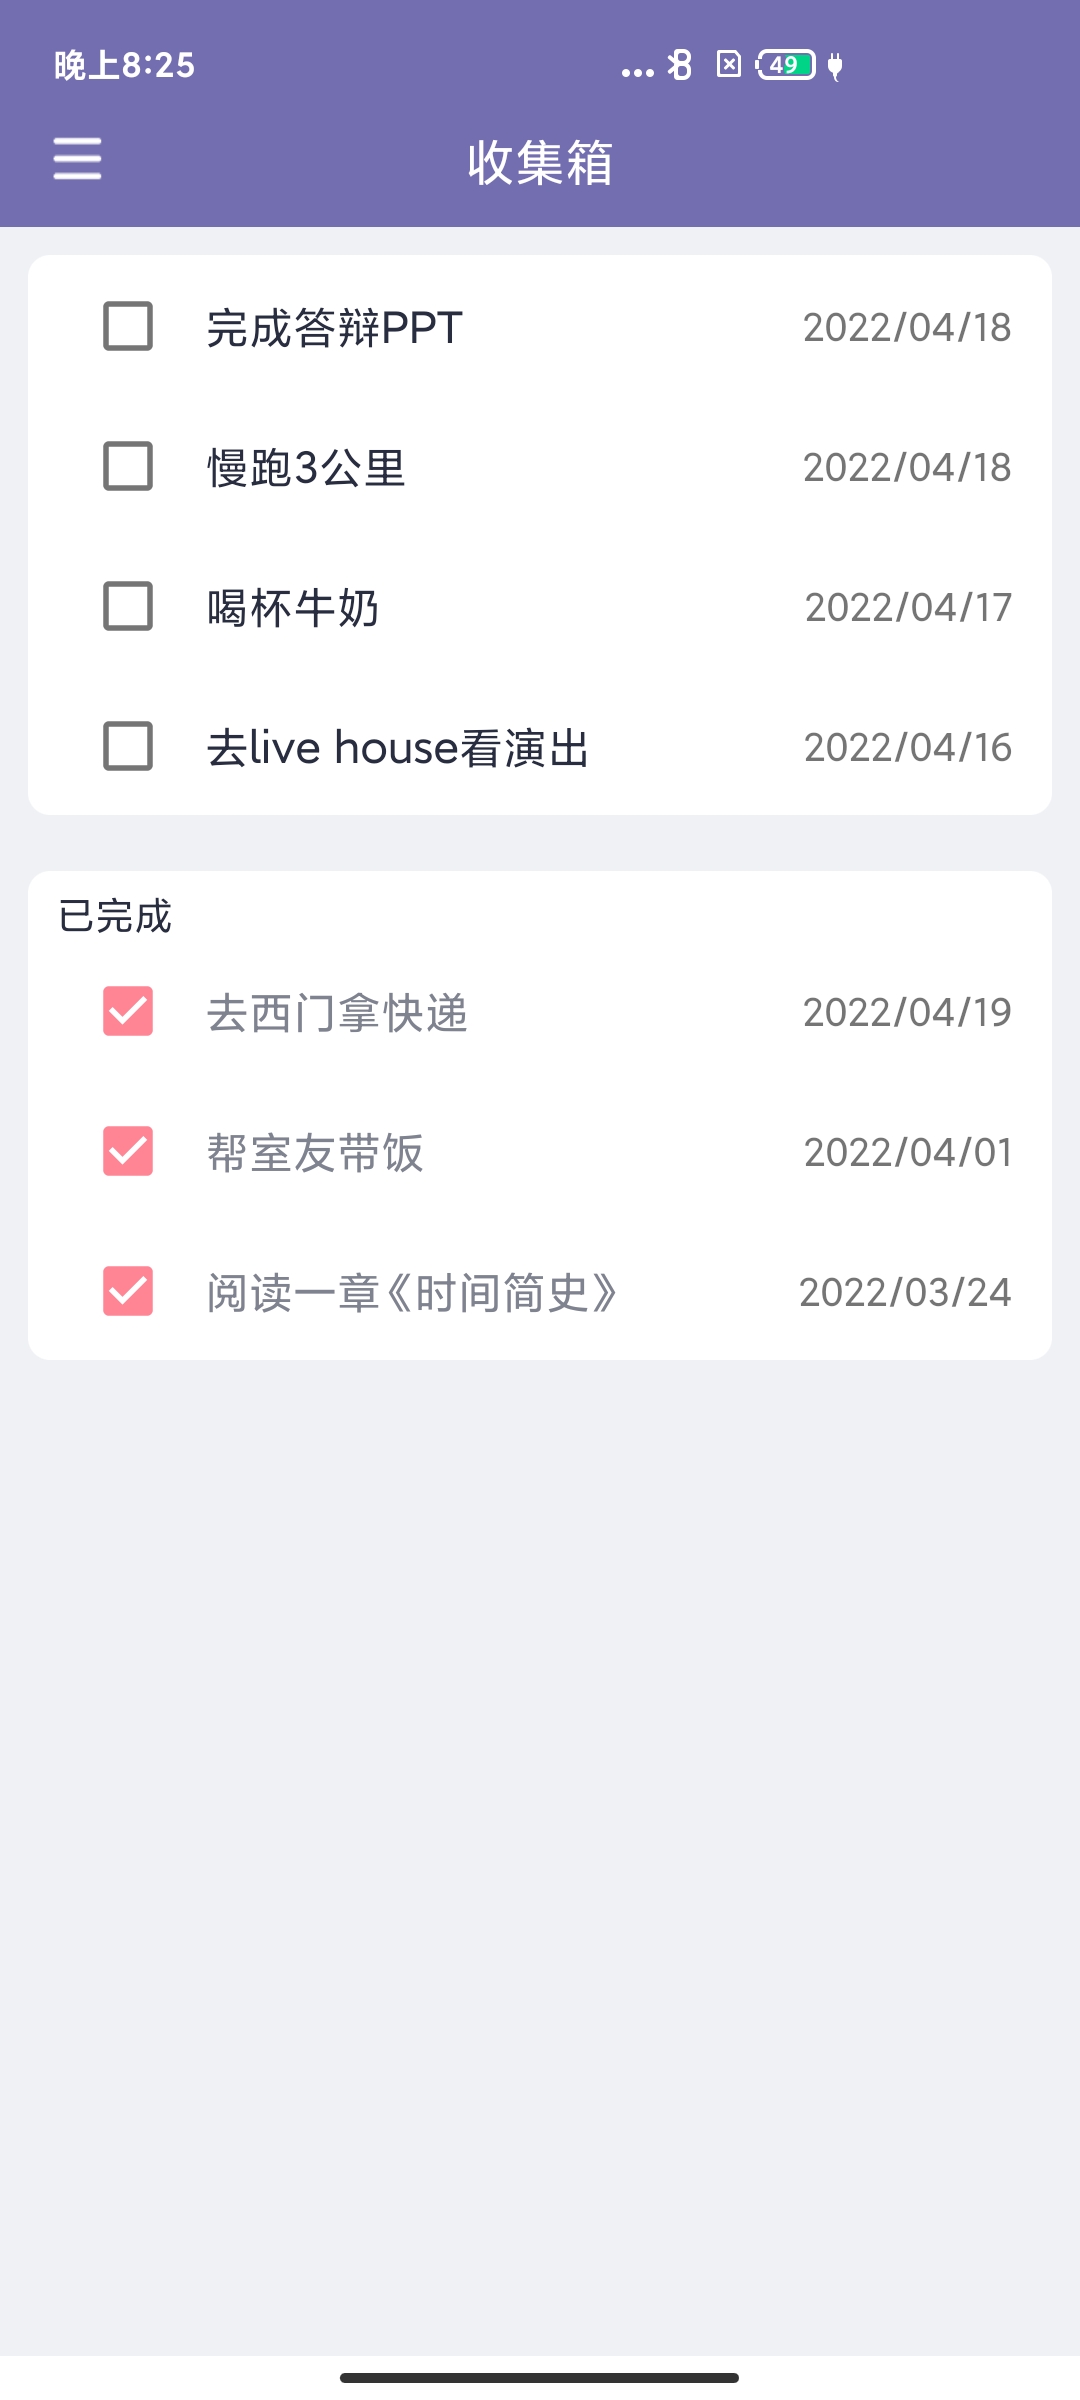 晚上8:25
49
收集箱
完成答辩PPT 2022/04/18
慢跑3公里 2022/04/18
喝杯牛奶 2022/04/17
去live house看演出 2022/04/16
已完成
去西门拿快递 2022/04/19
帮室友带饭 2022/04/01
阅读一章《时间简史》 2022/03/24